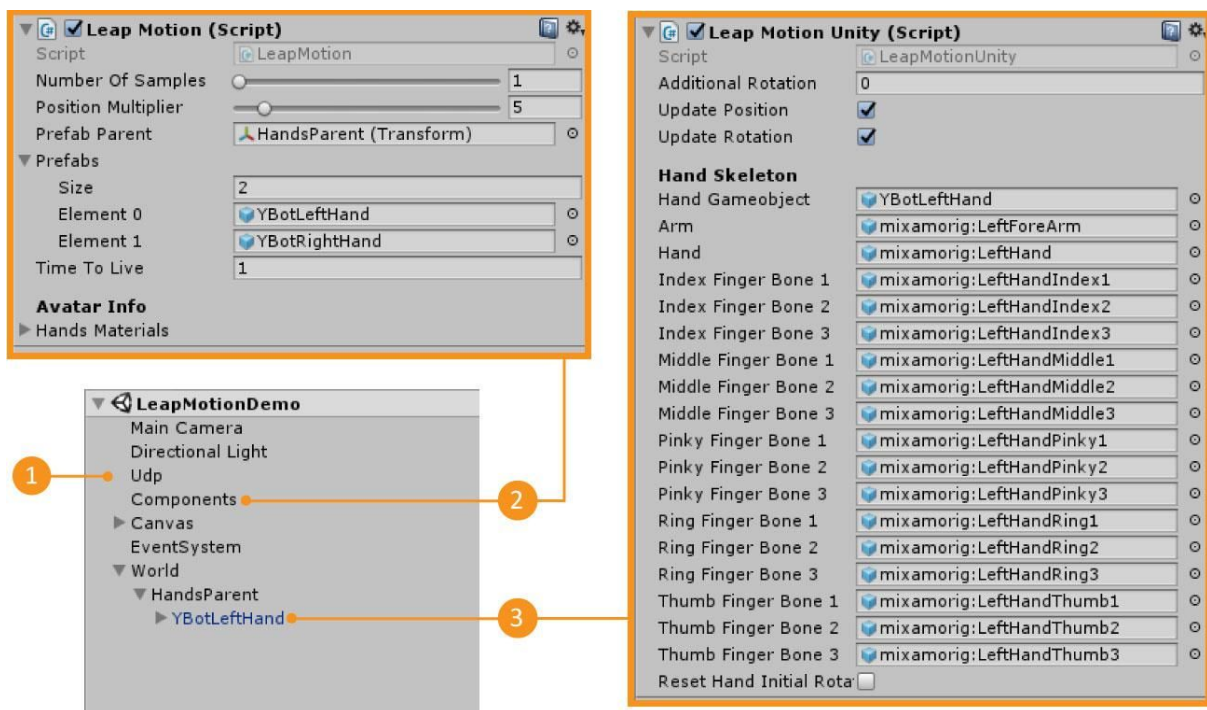 Leap Motion (Script)
Script LeapMotion
Number Of Samples 1
Position Multiplier 5
Prefab Parent HandsParent (Transform)
Prefabs
Size 2
Element 0 YBotLeftHand
Element 1 YBotRightHand
Time To Live 1
Avatar Info
Hands Materials
LeapMotionDemo
Main Camera
Directional Light
1 Udp
Components 2
Canvas
EventSystem
World
HandsParent
YBotLeftHand 3
Leap Motion Unity (Script)
Script LeapMotionUnity
Additional Rotation 0
Update Position
Update Rotation
Hand Skeleton
Hand Gameobject YBotLeftHand
Arm mixamorig:LeftForeArm
Hand mixamorig:LeftHand
Index Finger Bone 1 mixamorig:LeftHandIndex1
Index Finger Bone 2 mixamorig:LeftHandIndex2
Index Finger Bone 3 mixamorig:LeftHandIndex3
Middle Finger Bone 1 mixamorig:LeftHandMiddle1
Middle Finger Bone 2 mixamorig:LeftHandMiddle2
Middle Finger Bone 3 mixamorig:LeftHandMiddle3
Pinky Finger Bone 1 mixamorig:LeftHandPinky1
Pinky Finger Bone 2 mixamorig:LeftHandPinky2
Pinky Finger Bone 3 mixamorig:LeftHandPinky3
Ring Finger Bone 1 mixamorig:LeftHandRing1
Ring Finger Bone 2 mixamorig:LeftHandRing2
Ring Finger Bone 3 mixamorig:LeftHandRing3
Thumb Finger Bone 1 mixamorig:LeftHandThumb1
Thumb Finger Bone 2 mixamorig:LeftHandThumb2
Thumb Finger Bone 3 mixamorig:LeftHandThumb3
Reset Hand Initial Rota